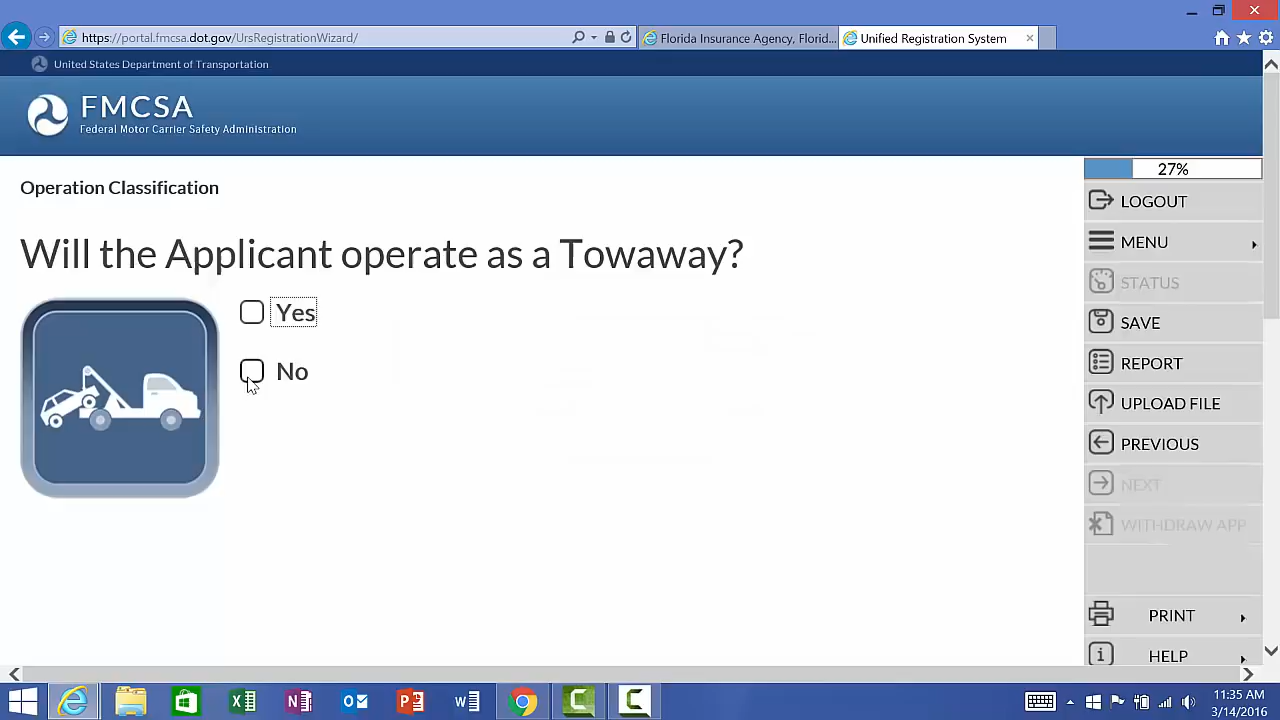 https://portal.fmcsa.dot.gov/UrsRegistrationWizard/
Florida Insurance Agency, Florid...
Unified Registration System
United States Department of Transportation
FMCSA
Federal Motor Carrier Safety Administration
Operation Classification
Will the Applicant operate as a Towaway?
Yes
No
27%
LOGOUT
MENU
STATUS
SAVE
REPORT
UPLOAD FILE
PREVIOUS
NEXT
WITHDRAW APP
PRINT
HELP
11:35 AM
3/14/2016